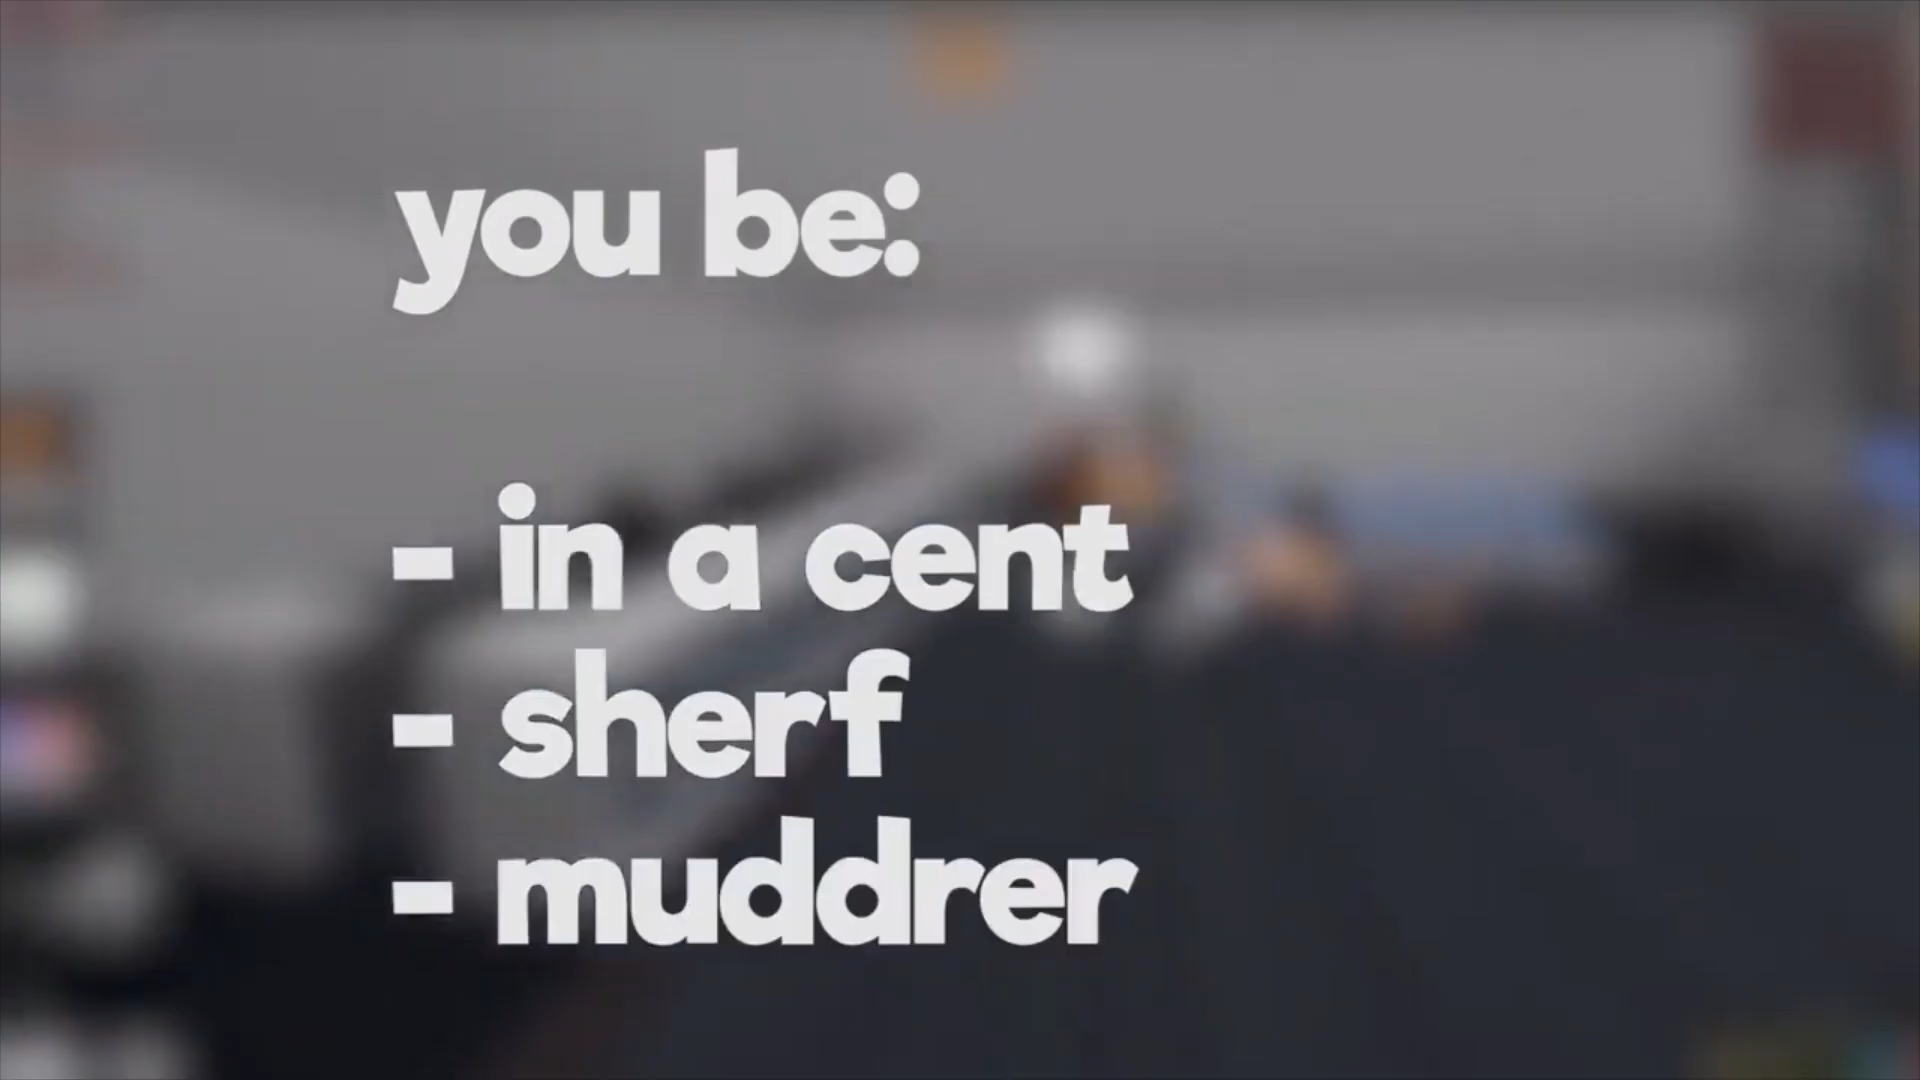 you be:
- in a cent
- sherf
- muddrer